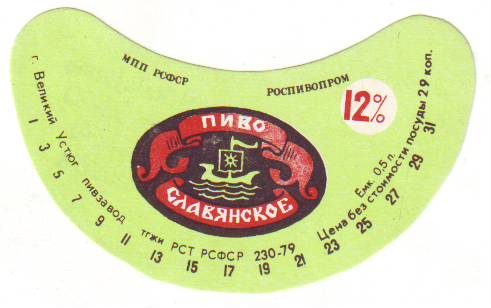 МПП РСФСР
РОСПИВОПРОМ
12%
ПИВО
СЛАВЯНСКОЕ
г. Великий Устюг пивзавод тгжи РСТ РСФСР 230-79
Емк. 0,5 л.
Цена без стоимости посуды 29 коп.
1 3 5 7 9 11 13 15 17 19 21 23 25 27 29 31